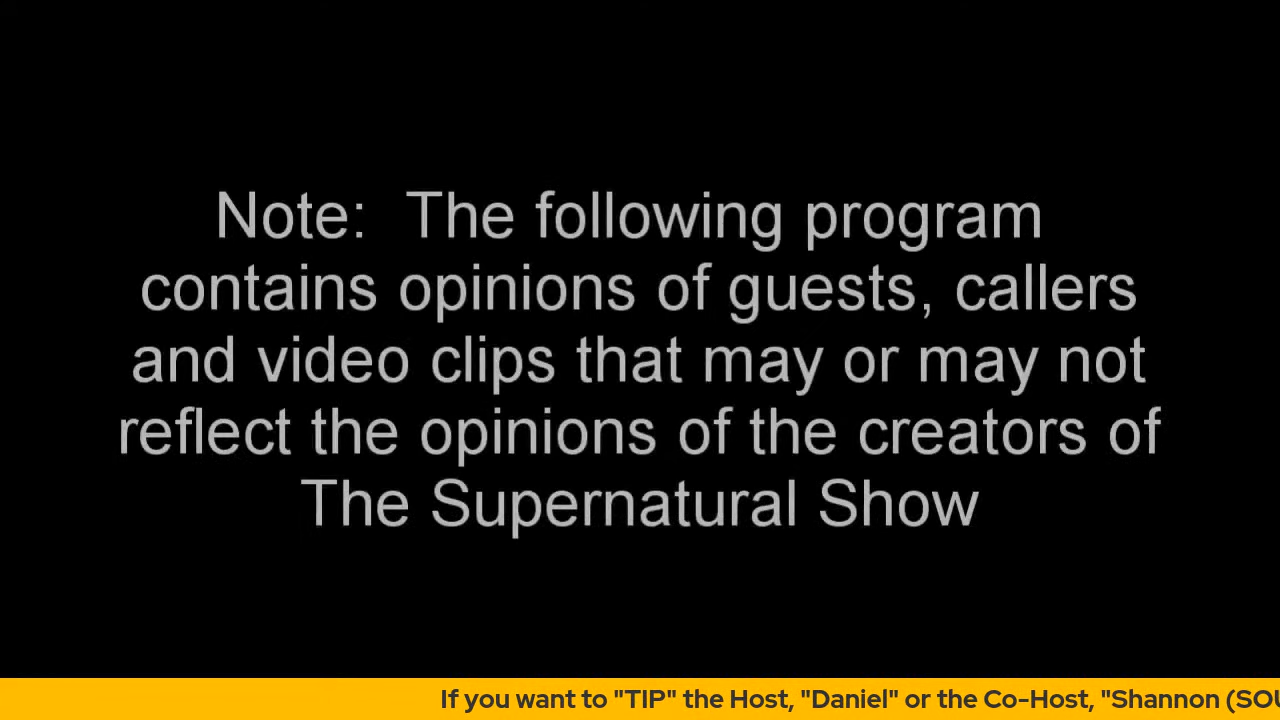 Note:  The following program
contains opinions of guests, callers
and video clips that may or may not
reflect the opinions of the creators of
The Supernatural Show
If you want to "TIP" the Host, "Daniel" or the Co-Host, "Shannon